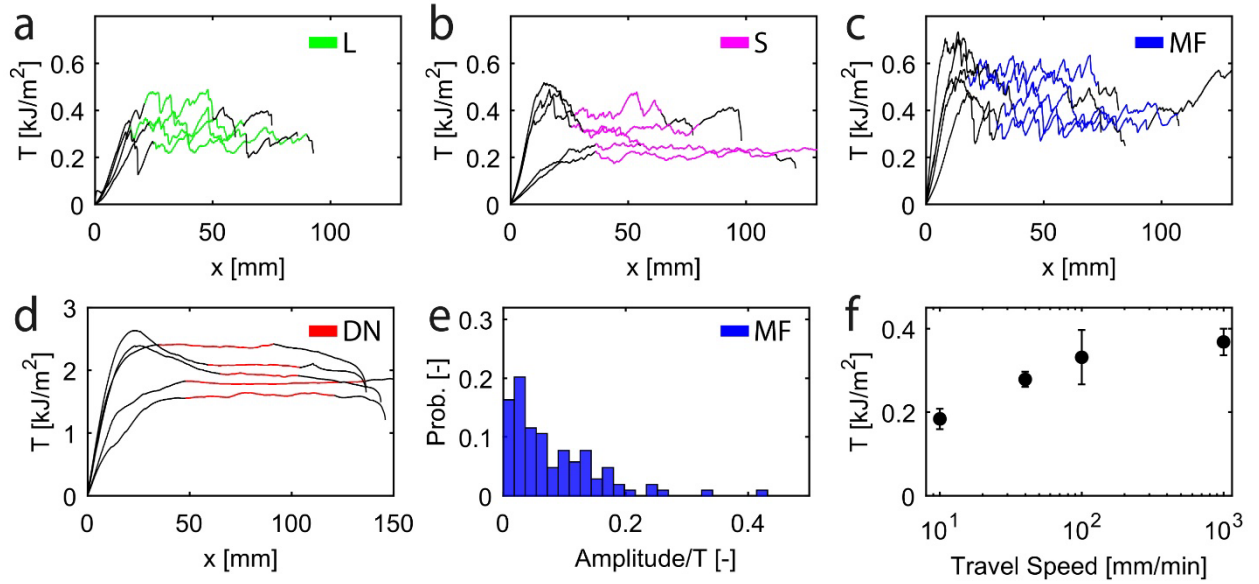 a
L
T [kJ/m²]
0.6
0.4
0.2
0
0
50
100
x [mm]
b
S
T [kJ/m²]
0.6
0.4
0.2
0
0
50
100
x [mm]
c
MF
T [kJ/m²]
0.6
0.4
0.2
0
0
50
100
x [mm]
d
DN
T [kJ/m²]
3
2
1
0
0
50
100
150
x [mm]
e
MF
Prob. [-]
0.3
0.2
0.1
0
0
0.2
0.4
Amplitude/T [-]
f
T [kJ/m²]
0.4
0.2
0
10¹
10²
10³
Travel Speed [mm/min]